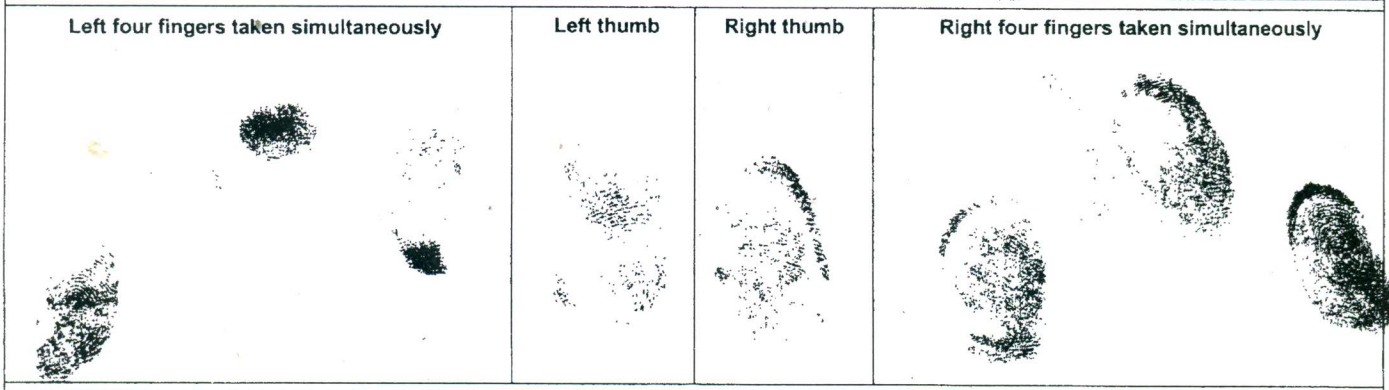 Left four fingers taken simultaneously
Left thumb
Right thumb
Right four fingers taken simultaneously